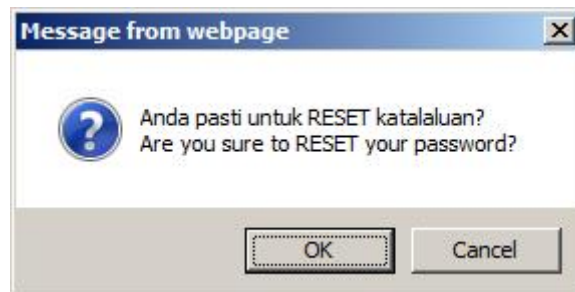 Message from webpage
Anda pasti untuk RESET katalaluan?
Are you sure to RESET your password?
OK
Cancel